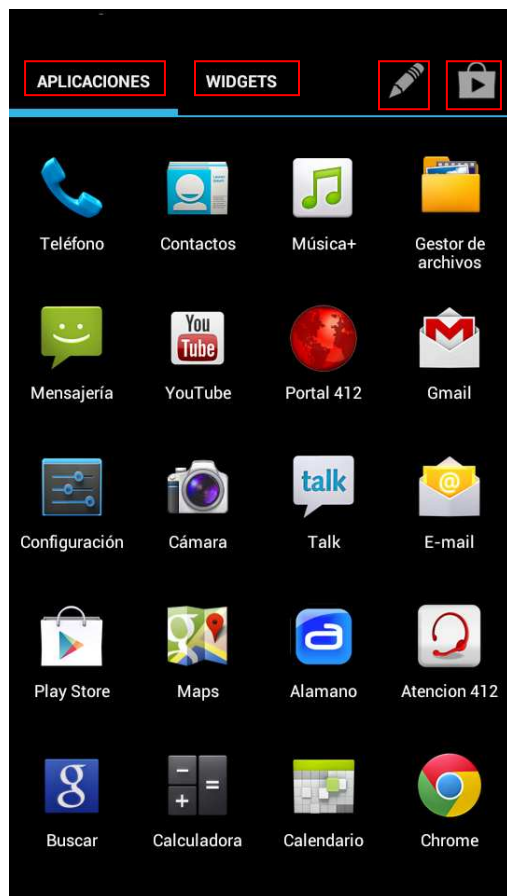 APLICACIONES WIDGETS
Teléfono Contactos Música+ Gestor de
archivos
You
Tube
Mensajería YouTube Portal 412 Gmail
talk
@
Configuración Cámara Talk E-mail
Play Store Maps Alamano Atencion 412
g
Buscar Calculadora Calendario Chrome